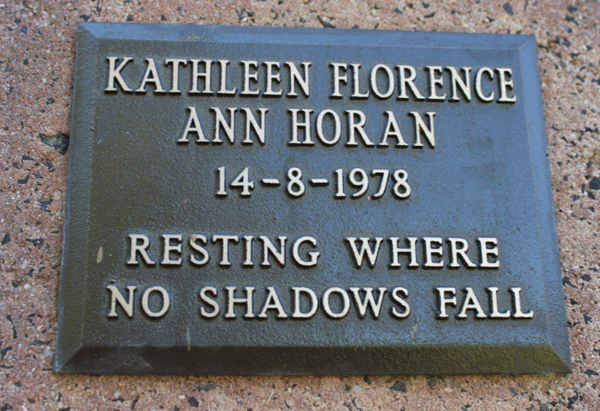 KATHLEEN FLORENCE
ANN HORAN
14-8-1978
RESTING WHERE
NO SHADOWS FALL